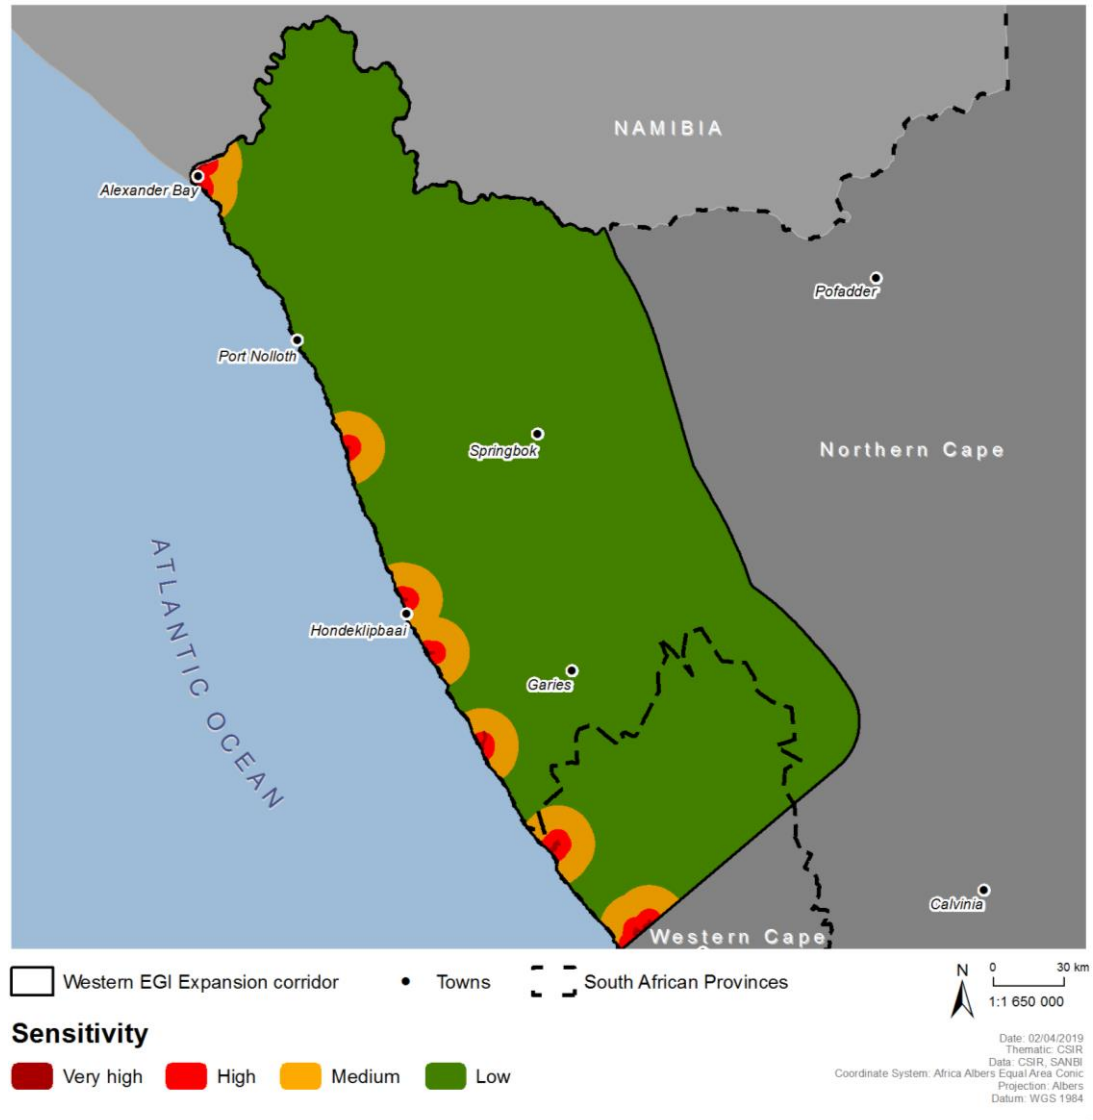 NAMIBIA
Alexander Bay
Pofadder
Port Nolloth
Springbok
Northern Cape
ATLANTIC OCEAN
Hondeklipbaai
Garies
Calvinia
Western Cape
Western EGI Expansion corridor
Towns
South African Provinces
N
0 30 km
1:1 650 000
Sensitivity
Very high
High
Medium
Low
Date: 02/04/2019
Thematic: CSIR
Data: CSIR, SANBI
Coordinate System: Africa Albers Equal Area Conic
Projection: Albers
Datum: WGS 1984